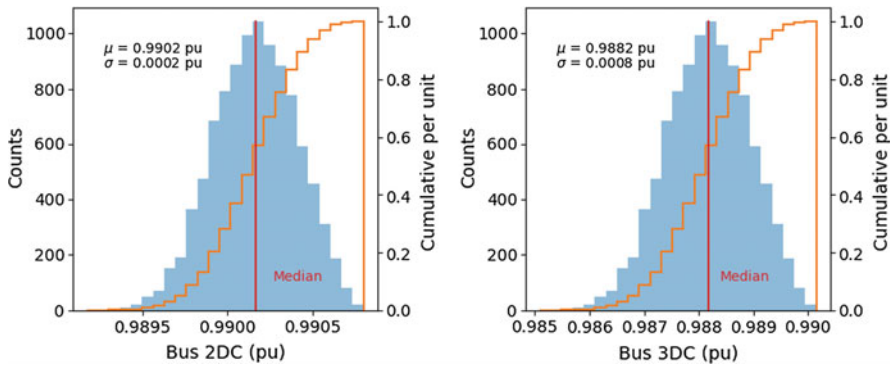 1000
800
600
400
200
0
Counts
μ = 0.9902 pu
σ = 0.0002 pu
Median
1.0
0.8
0.6
0.4
0.2
0.0
Cumulative per unit
0.9895 0.9900 0.9905
Bus 2DC (pu)
1000
800
600
400
200
0
Counts
μ = 0.9882 pu
σ = 0.0008 pu
Median
1.0
0.8
0.6
0.4
0.2
0.0
Cumulative per unit
0.985 0.986 0.987 0.988 0.989 0.990
Bus 3DC (pu)